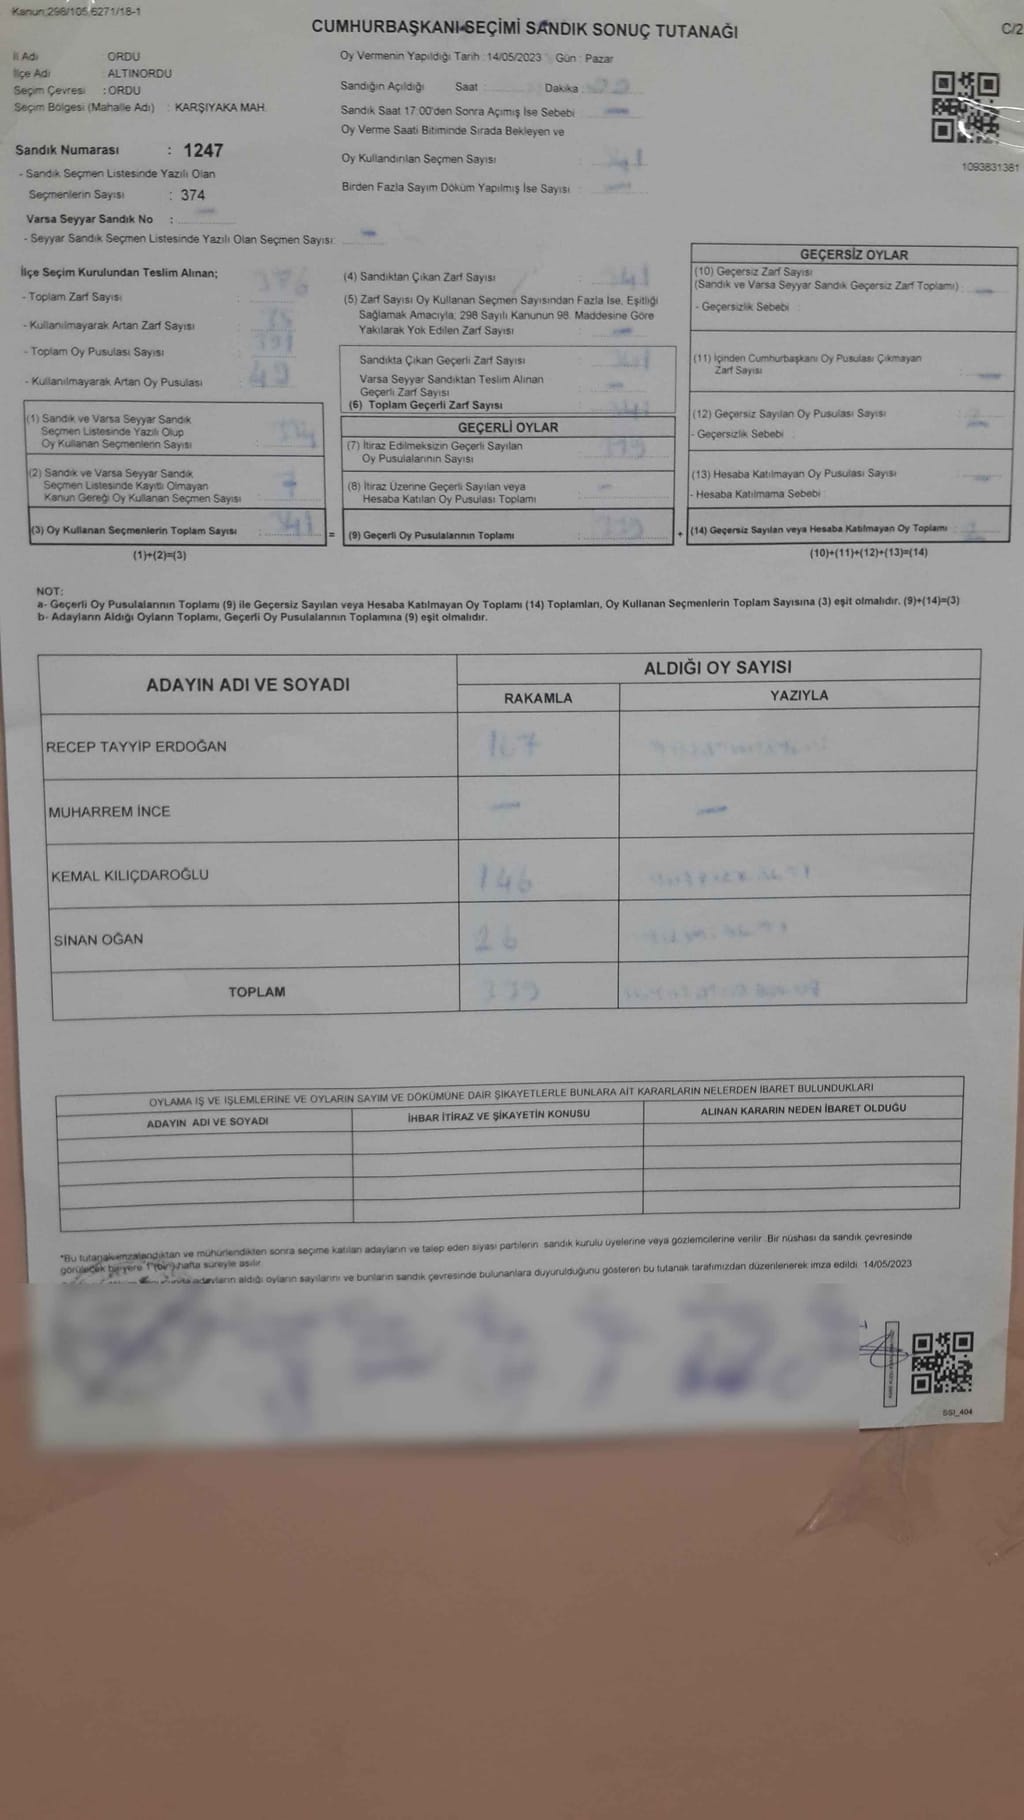 Kanun:298/105,6271/18-1
CUMHURBAŞKANI SEÇİMİ SANDIK SONUÇ TUTANAĞI
C/2
İl Adı : ORDU
İlçe Adı : ALTINORDU
Seçim Çevresi : ORDU
Seçim Bölgesi (Mahalle Adı) : KARŞIYAKA MAH.
Sandık Numarası : 1247
- Sandık Seçmen Listesinde Yazılı Olan
Seçmenlerin Sayısı : 374
Varsa Seyyar Sandık No : —
- Seyyar Sandık Seçmen Listesinde Yazılı Olan Seçmen Sayısı: —
Oy Vermenin Yapıldığı Tarih : 14/05/2023 Gün : Pazar
Sandığın Açıldığı Saat : Dakika :
Sandık Saat 17:00'den Sonra Açımış İse Sebebi : —
Oy Verme Saati Bitiminde Sırada Bekleyen ve
Oy Kullandırılan Seçmen Sayısı :
Birden Fazla Sayım Döküm Yapılmış İse Sayısı : —
1093831381
İlçe Seçim Kurulundan Teslim Alınan;
- Toplam Zarf Sayısı : 376
- Kullanılmayarak Artan Zarf Sayısı :
- Toplam Oy Pusulası Sayısı : 391
- Kullanılmayarak Artan Oy Pusulası : 49
(1) Sandık ve Varsa Seyyar Sandık
Seçmen Listesinde Yazılı Olup
Oy Kullanan Seçmenlerin Sayısı : 334
(2) Sandık ve Varsa Seyyar Sandık
Seçmen Listesinde Kayıtlı Olmayan
Kanun Gereği Oy Kullanan Seçmen Sayısı : 7
(3) Oy Kullanan Seçmenlerin Toplam Sayısı : 341
(1)+(2)=(3)
=
(4) Sandıktan Çıkan Zarf Sayısı : 341
(5) Zarf Sayısı Oy Kullanan Seçmen Sayısından Fazla İse, Eşitliği
Sağlamak Amacıyla; 298 Sayılı Kanunun 98. Maddesine Göre
Yakılarak Yok Edilen Zarf Sayısı : —
Sandıkta Çıkan Geçerli Zarf Sayısı : 341
Varsa Seyyar Sandıktan Teslim Alınan
Geçerli Zarf Sayısı : —
(6) Toplam Geçerli Zarf Sayısı : 341
GEÇERLİ OYLAR
(7) İtiraz Edilmeksizin Geçerli Sayılan
Oy Pusulalarının Sayısı : 339
(8) İtiraz Üzerine Geçerli Sayılan veya
Hesaba Katılan Oy Pusulası Toplamı : —
(9) Geçerli Oy Pusulalarının Toplamı : 339
+
GEÇERSİZ OYLAR
(10) Geçersiz Zarf Sayısı
(Sandık ve Varsa Seyyar Sandık Geçersiz Zarf Toplamı) : —
- Geçersizlik Sebebi :
(11) İçinden Cumhurbaşkanı Oy Pusulası Çıkmayan
Zarf Sayısı : —
(12) Geçersiz Sayılan Oy Pusulası Sayısı : 2
- Geçersizlik Sebebi :
(13) Hesaba Katılmayan Oy Pusulası Sayısı : —
- Hesaba Katılmama Sebebi :
(14) Geçersiz Sayılan veya Hesaba Katılmayan Oy Toplamı : 2
(10)+(11)+(12)+(13)=(14)
NOT:
a- Geçerli Oy Pusulalarının Toplamı (9) ile Geçersiz Sayılan veya Hesaba Katılmayan Oy Toplamı (14) Toplamları, Oy Kullanan Seçmenlerin Toplam Sayısına (3) eşit olmalıdır. (9)+(14)=(3)
b- Adayların Aldığı Oyların Toplamı, Geçerli Oy Pusulalarının Toplamına (9) eşit olmalıdır.
ADAYIN ADI VE SOYADI
ALDIĞI OY SAYISI
RAKAMLA YAZIYLA
RECEP TAYYİP ERDOĞAN 167
MUHARREM İNCE — —
KEMAL KILIÇDAROĞLU 146
SİNAN OĞAN 26
TOPLAM 339
OYLAMA İŞ VE İŞLEMLERİNE VE OYLARIN SAYIM VE DÖKÜMÜNE DAİR ŞİKAYETLERLE BUNLARA AİT KARARLARIN NELERDEN İBARET BULUNDUKLARI
ADAYIN ADI VE SOYADI İHBAR İTİRAZ VE ŞİKAYETİN KONUSU ALINAN KARARIN NEDEN İBARET OLDUĞU
*Bu tutanak imzalandıktan ve mühürlendikten sonra seçime katılan adayların ve talep eden siyasi partilerin sandık kurulu üyelerine veya gözlemcilerine verilir. Bir nüshası da sandık çevresinde
görülecek bir yere 1 (bir) hafta süreyle asılır.
adayların aldığı oyların sayılarını ve bunların sandık çevresinde bulunanlara duyurulduğunu gösteren bu tutanak tarafımızdan düzenlenerek imza edildi. 14/05/2023
SSI_404